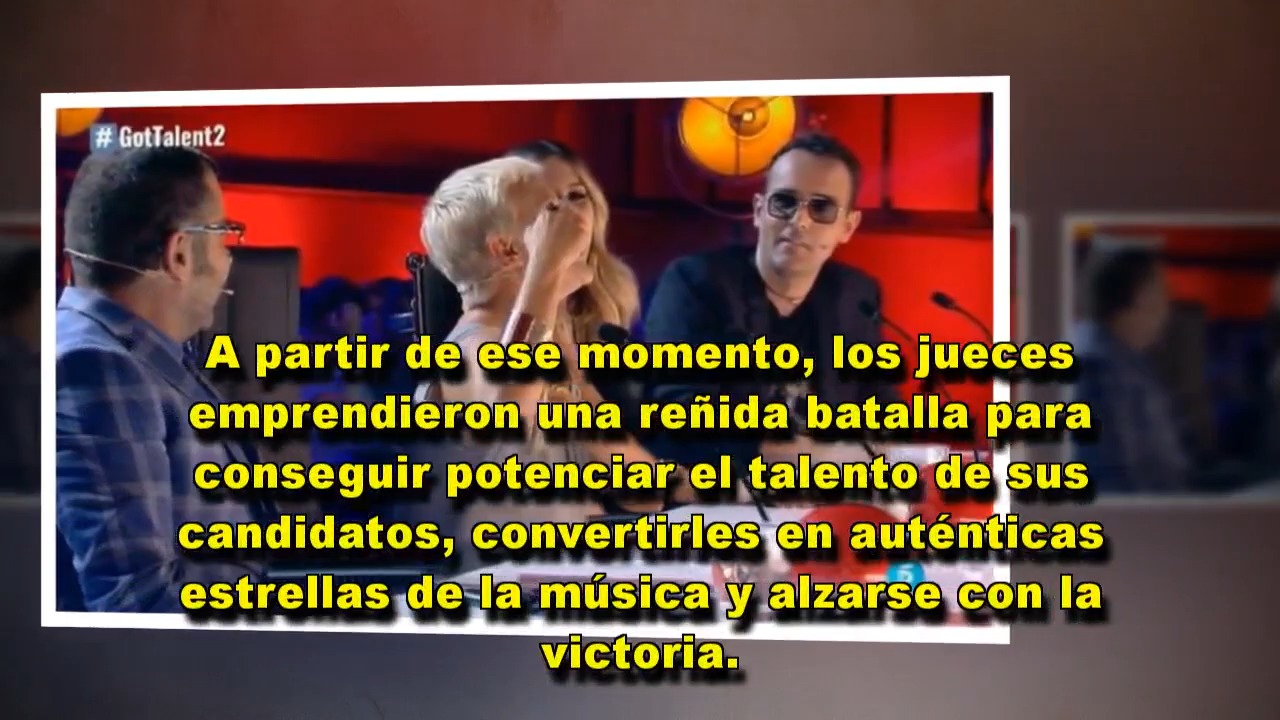 # GotTalent2
A partir de ese momento, los jueces
emprendieron una reñida batalla para
conseguir potenciar el talento de sus
candidatos, convertirles en auténticas
estrellas de la música y alzarse con la
victoria.